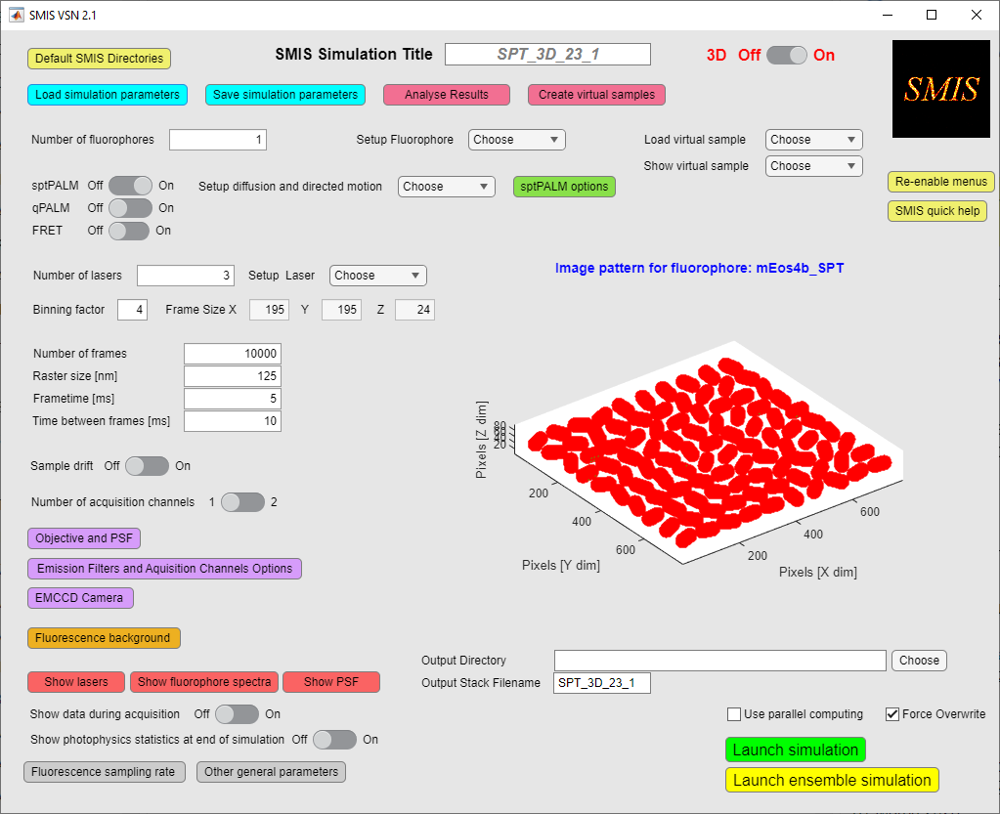 SMIS VSN 2.1
Default SMIS Directories
SMIS Simulation Title SPT_3D_23_1
3D Off On
SMIS
Load simulation parameters Save simulation parameters Analyse Results Create virtual samples
Number of fluorophores 1 Setup Fluorophore Choose Load virtual sample Choose
Show virtual sample Choose
sptPALM Off On Setup diffusion and directed motion Choose sptPALM options Re-enable menus
qPALM Off On SMIS quick help
FRET Off On
Number of lasers 3 Setup Laser Choose
Image pattern for fluorophore: mEos4b_SPT
Binning factor 4 Frame Size X 195 Y 195 Z 24
Number of frames 10000
Raster size [nm] 125
Frametime [ms] 5
Time between frames [ms] 10
Pixels [Z dim]
80
60
40
20
200
400
600
Pixels [Y dim]
200
400
600
Pixels [X dim]
Sample drift Off On
Number of acquisition channels 1 2
Objective and PSF
Emission Filters and Aquisition Channels Options
EMCCD Camera
Fluorescence background
Output Directory Choose
Show lasers Show fluorophore spectra Show PSF Output Stack Filename SPT_3D_23_1
Show data during acquisition Off On Use parallel computing Force Overwrite
Show photophysics statistics at end of simulation Off On Launch simulation
Fluorescence sampling rate Other general parameters Launch ensemble simulation